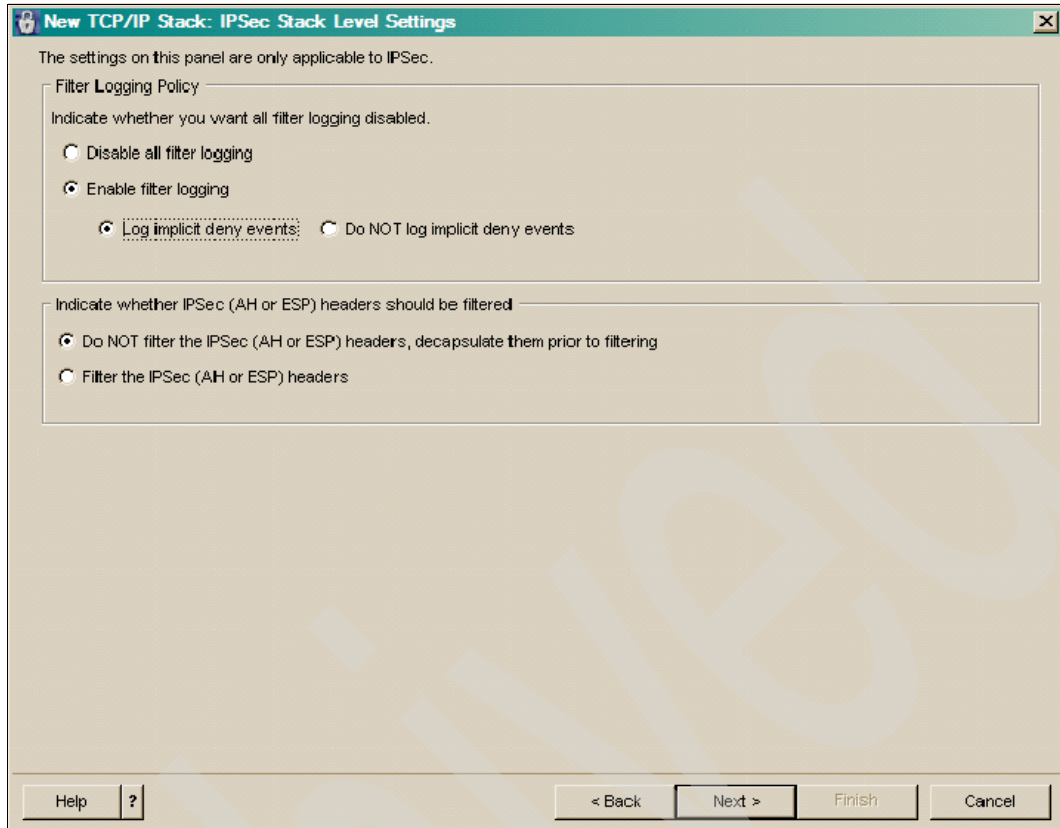 New TCP/IP Stack: IPSec Stack Level Settings
The settings on this panel are only applicable to IPSec.
Filter Logging Policy
Indicate whether you want all filter logging disabled.
Disable all filter logging
Enable filter logging
Log implicit deny events Do NOT log implicit deny events
Indicate whether IPSec (AH or ESP) headers should be filtered
Do NOT filter the IPSec (AH or ESP) headers, decapsulate them prior to filtering
Filter the IPSec (AH or ESP) headers
Help ? < Back Next > Finish Cancel